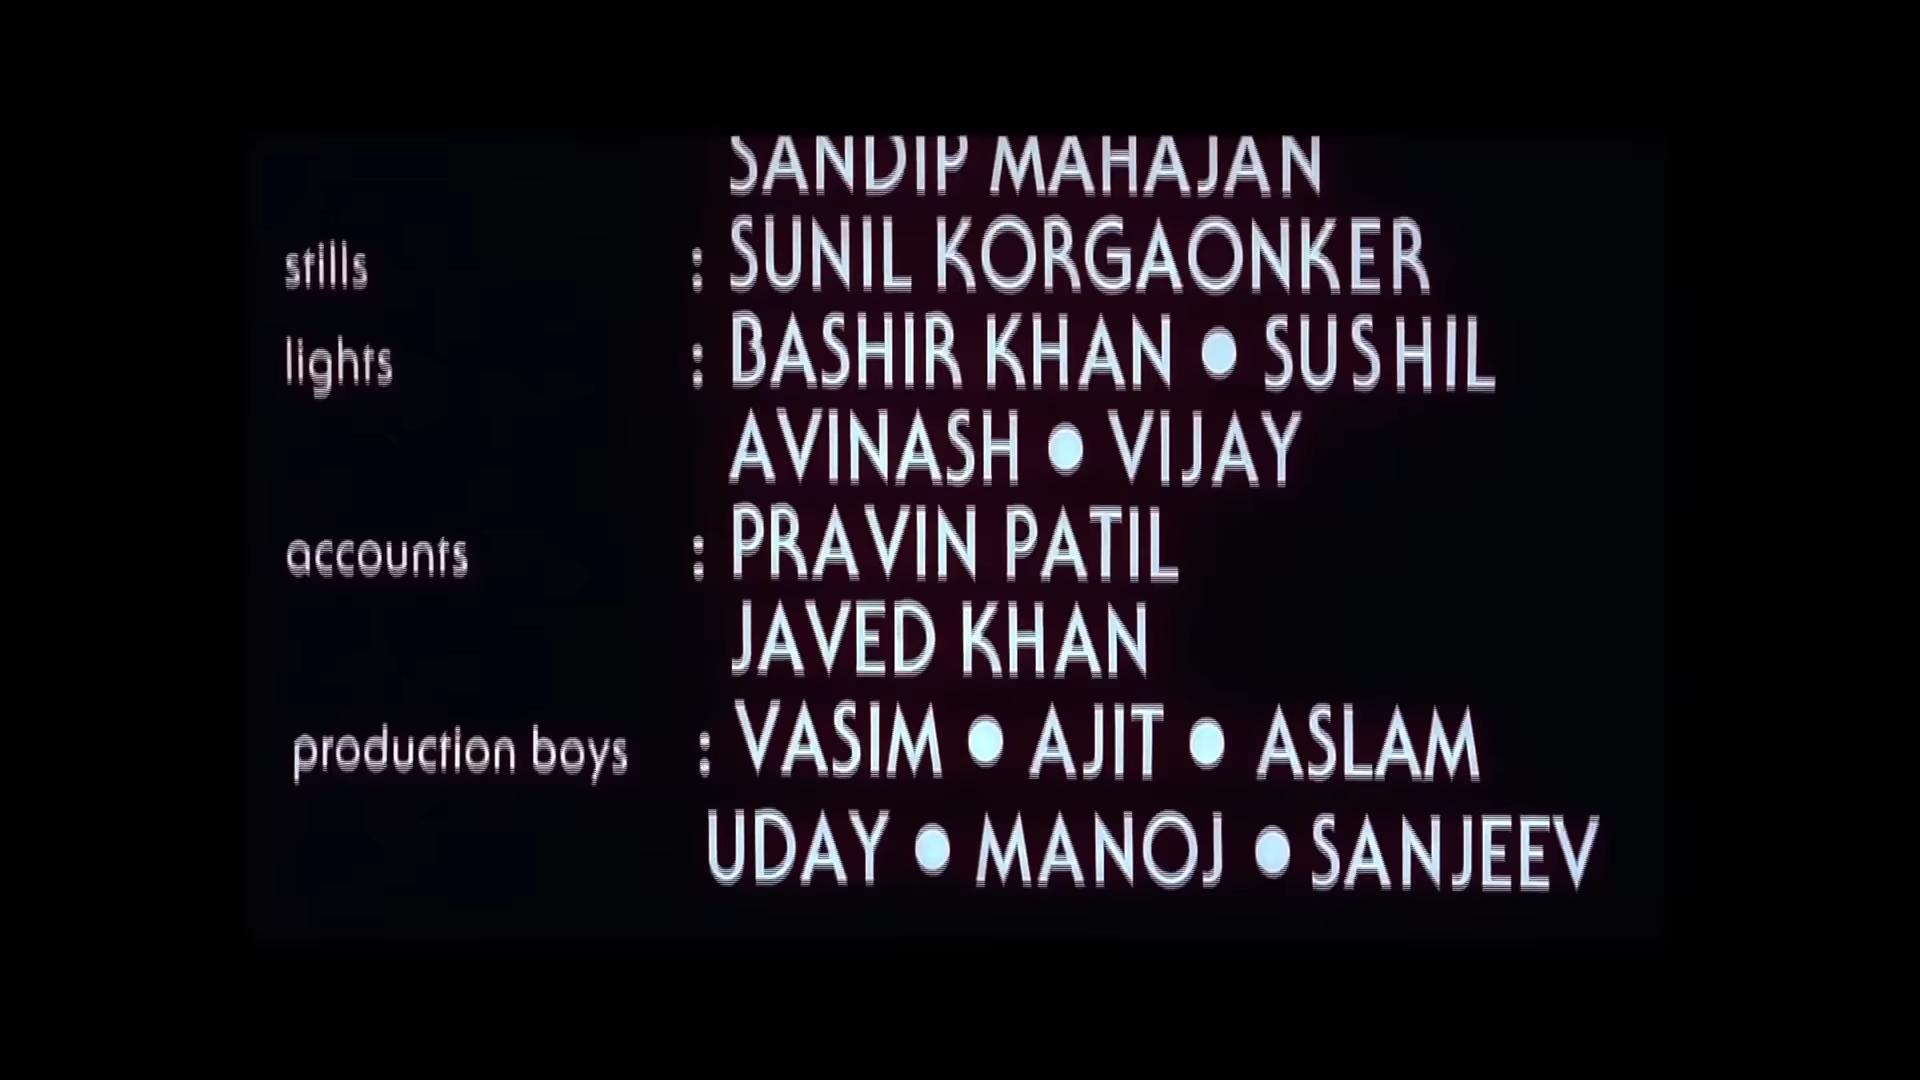 SANDIP MAHAJAN
stills : SUNIL KORGAONKER
lights : BASHIR KHAN ● SUSHIL
AVINASH ● VIJAY
accounts : PRAVIN PATIL
JAVED KHAN
production boys : VASIM ● AJIT ● ASLAM
UDAY ● MANOJ ● SANJEEV